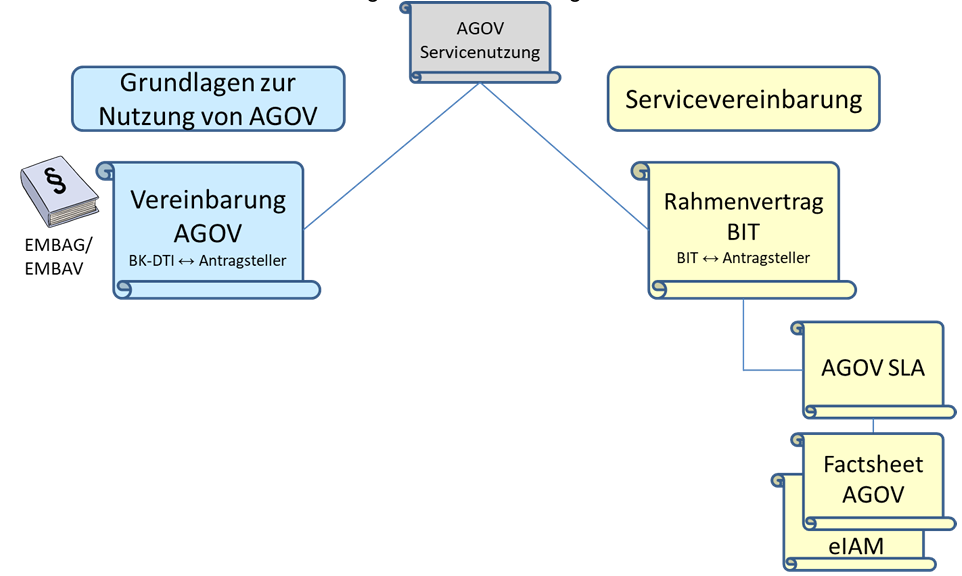 AGOV
Servicenutzung
Grundlagen zur
Nutzung von AGOV
Servicevereinbarung
§
EMBAG/
EMBAV
Vereinbarung
AGOV
BK-DTI ↔ Antragsteller
Rahmenvertrag
BIT
BIT ↔ Antragsteller
AGOV SLA
Factsheet
AGOV
eIAM